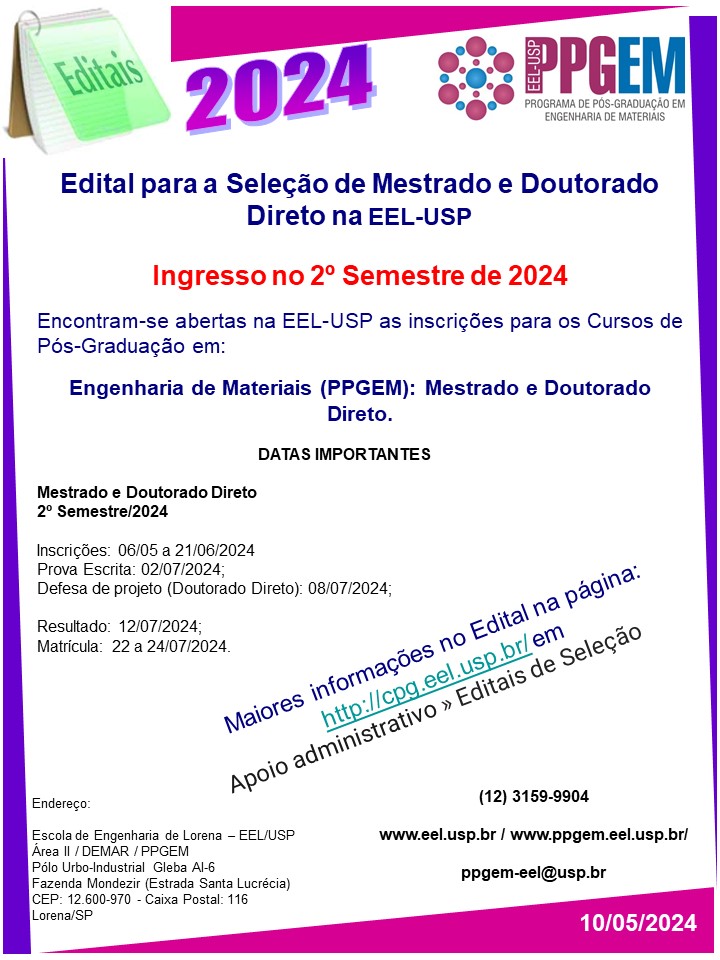 Editais
2024
EEL-USP
PPGEM
PROGRAMA DE PÓS-GRADUAÇÃO EM
ENGENHARIA DE MATERIAIS
Edital para a Seleção de Mestrado e Doutorado
Direto na EEL-USP
Ingresso no 2º Semestre de 2024
Encontram-se abertas na EEL-USP as inscrições para os Cursos de
Pós-Graduação em:
Engenharia de Materiais (PPGEM): Mestrado e Doutorado
Direto.
DATAS IMPORTANTES
Mestrado e Doutorado Direto
2º Semestre/2024
Inscrições: 06/05 a 21/06/2024
Prova Escrita: 02/07/2024;
Defesa de projeto (Doutorado Direto): 08/07/2024;
Resultado: 12/07/2024;
Matrícula: 22 a 24/07/2024.
Maiores informações no Edital na página:
http://cpg.eel.usp.br/ em
Apoio administrativo » Editais de Seleção
Endereço:
Escola de Engenharia de Lorena – EEL/USP
Área II / DEMAR / PPGEM
Pólo Urbo-Industrial Gleba AI-6
Fazenda Mondezir (Estrada Santa Lucrécia)
CEP: 12.600-970 - Caixa Postal: 116
Lorena/SP
(12) 3159-9904
www.eel.usp.br / www.ppgem.eel.usp.br/
ppgem-eel@usp.br
10/05/2024